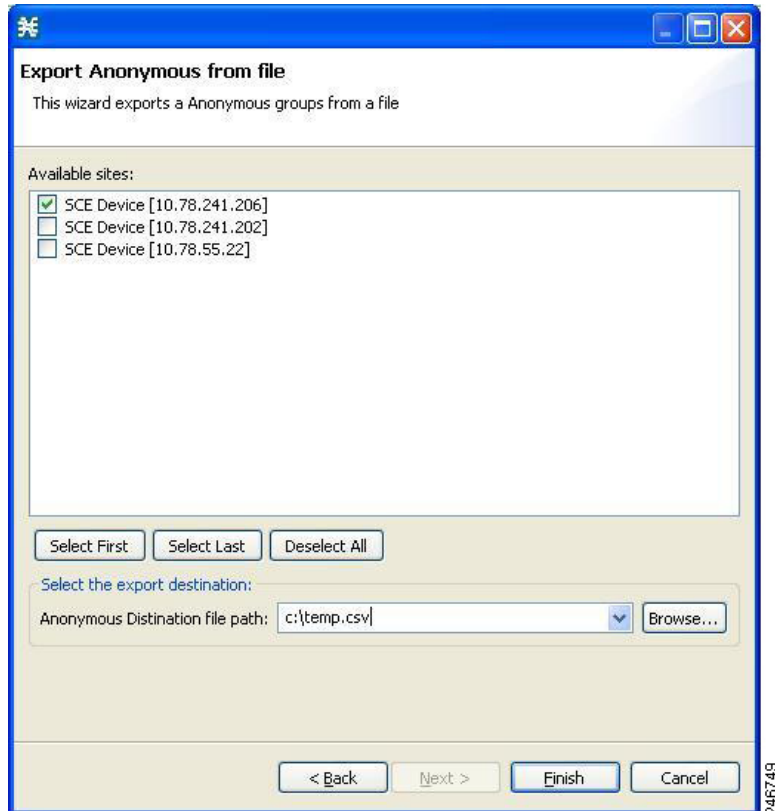 Export Anonymous from file
This wizard exports a Anonymous groups from a file
Available sites:
SCE Device [10.78.241.206]
SCE Device [10.78.241.202]
SCE Device [10.78.55.22]
Select First Select Last Deselect All
Select the export destination:
Anonymous Distination file path: c:\temp.csv Browse...
< Back Next > Finish Cancel